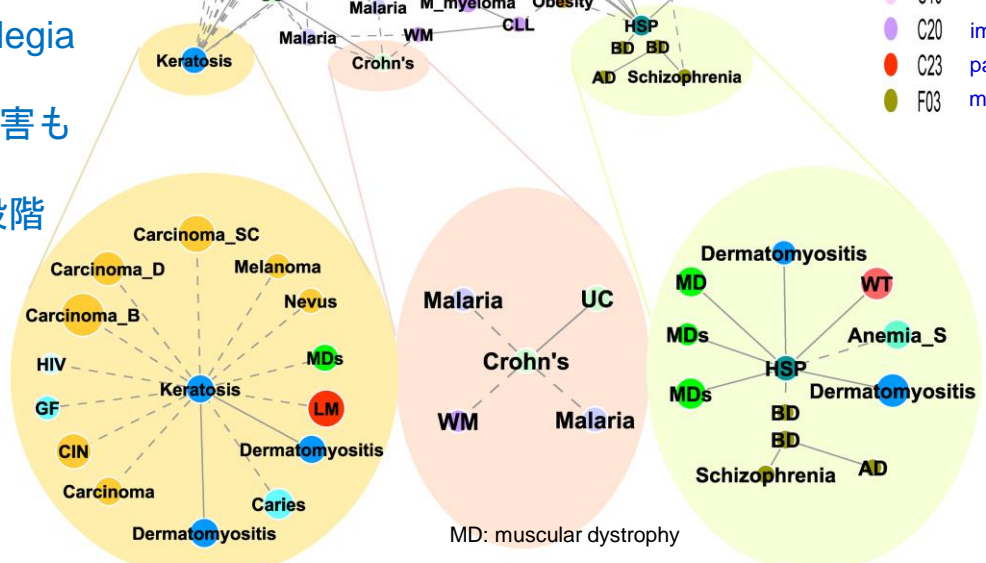 Malaria
M_myeloma
Obesity
legia
Malaria
WM
CLL
HSP
BD
BD
Keratosis
Crohn's
AD
Schizophrenia
C20
C23
F03
害も
Carcinoma_SC
Carcinoma_D
Melanoma
Carcinoma_B
Nevus
HIV
MDs
Keratosis
GF
LM
CIN
Dermatomyositis
Carcinoma
Caries
Dermatomyositis
Malaria
UC
Crohn's
WM
Malaria
MD: muscular dystrophy
Dermatomyositis
MD
WT
MDs
Anemia_S
HSP
MDs
Dermatomyositis
BD
BD
Schizophrenia
AD